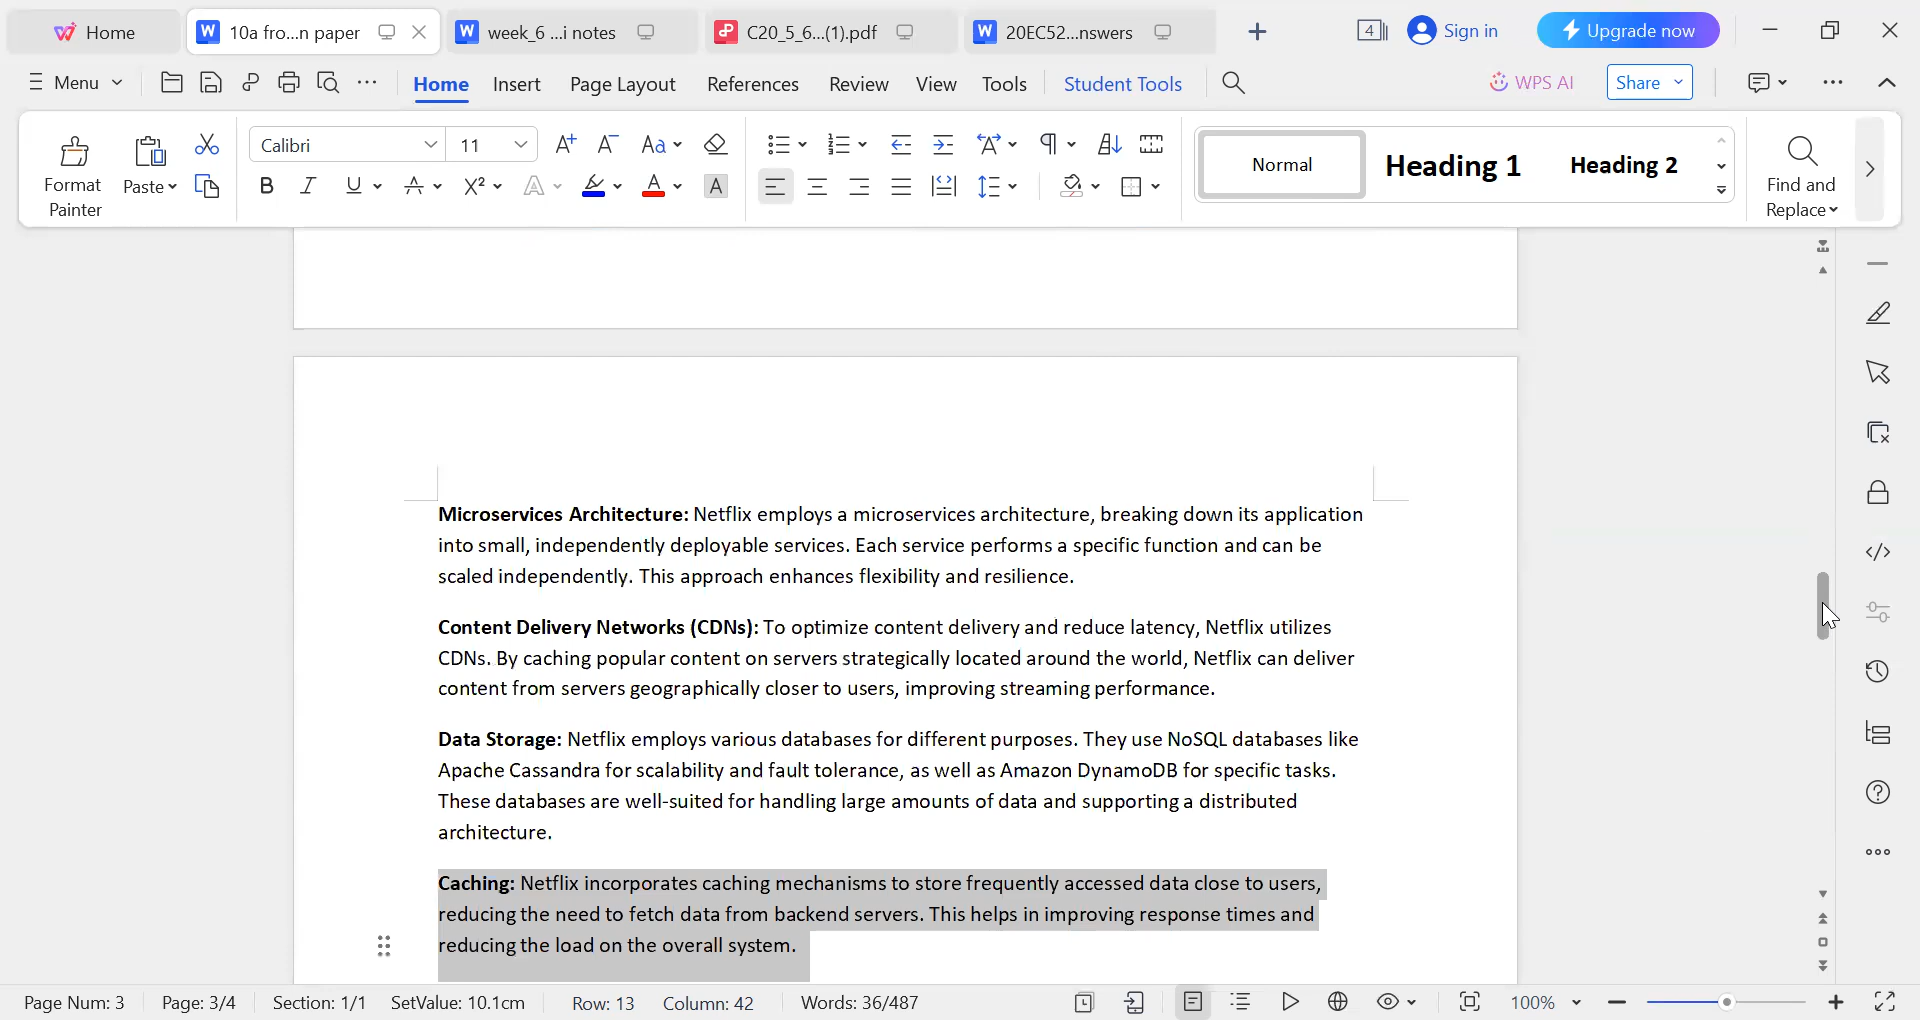 Home
10a fro...n paper
week_6 ...i notes
C20_5_6...(1).pdf
20EC52...nswers
4
Sign in
Upgrade now
Menu
Home
Insert
Page Layout
References
Review
View
Tools
Student Tools
WPS AI
Share
Format
Painter
Paste
Calibri
11
Normal
Heading 1
Heading 2
Find and
Replace
Microservices Architecture: Netflix employs a microservices architecture, breaking down its application
into small, independently deployable services. Each service performs a specific function and can be
scaled independently. This approach enhances flexibility and resilience.
Content Delivery Networks (CDNs): To optimize content delivery and reduce latency, Netflix utilizes
CDNs. By caching popular content on servers strategically located around the world, Netflix can deliver
content from servers geographically closer to users, improving streaming performance.
Data Storage: Netflix employs various databases for different purposes. They use NoSQL databases like
Apache Cassandra for scalability and fault tolerance, as well as Amazon DynamoDB for specific tasks.
These databases are well-suited for handling large amounts of data and supporting a distributed
architecture.
Caching: Netflix incorporates caching mechanisms to store frequently accessed data close to users,
reducing the need to fetch data from backend servers. This helps in improving response times and
reducing the load on the overall system.
Page Num: 3
Page: 3/4
Section: 1/1
SetValue: 10.1cm
Row: 13
Column: 42
Words: 36/487
100%